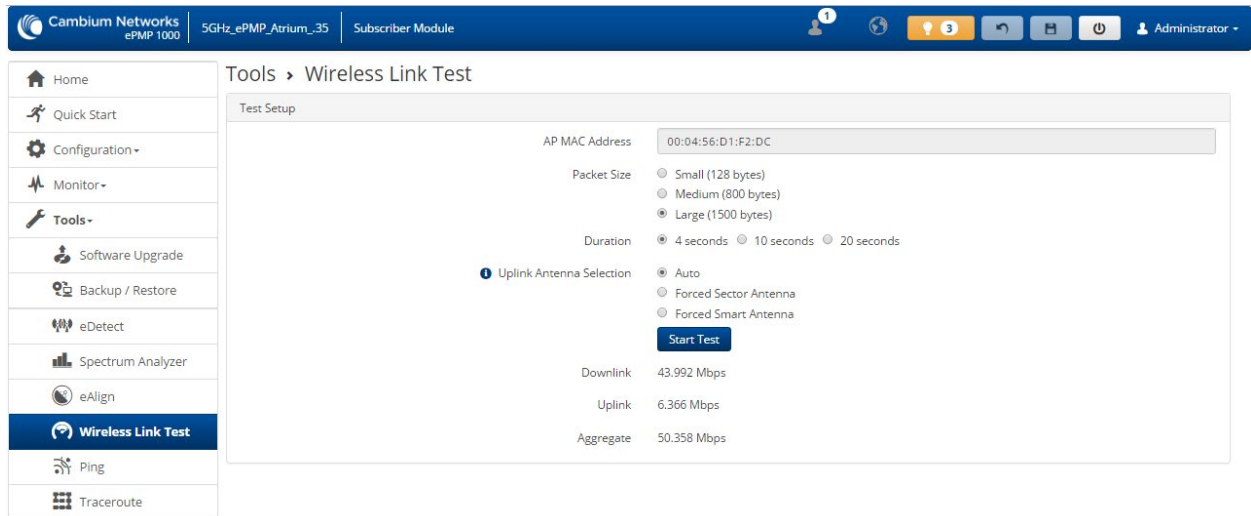 Cambium Networks
ePMP 1000
5GHz_ePMP_Atrium_.35
Subscriber Module
1
3
Administrator
Home
Quick Start
Configuration
Monitor
Tools
Software Upgrade
Backup / Restore
eDetect
Spectrum Analyzer
eAlign
Wireless Link Test
Ping
Traceroute
Tools > Wireless Link Test
Test Setup
AP MAC Address 00:04:56:D1:F2:DC
Packet Size Small (128 bytes)
Medium (800 bytes)
Large (1500 bytes)
Duration 4 seconds 10 seconds 20 seconds
Uplink Antenna Selection Auto
Forced Sector Antenna
Forced Smart Antenna
Start Test
Downlink 43.992 Mbps
Uplink 6.366 Mbps
Aggregate 50.358 Mbps